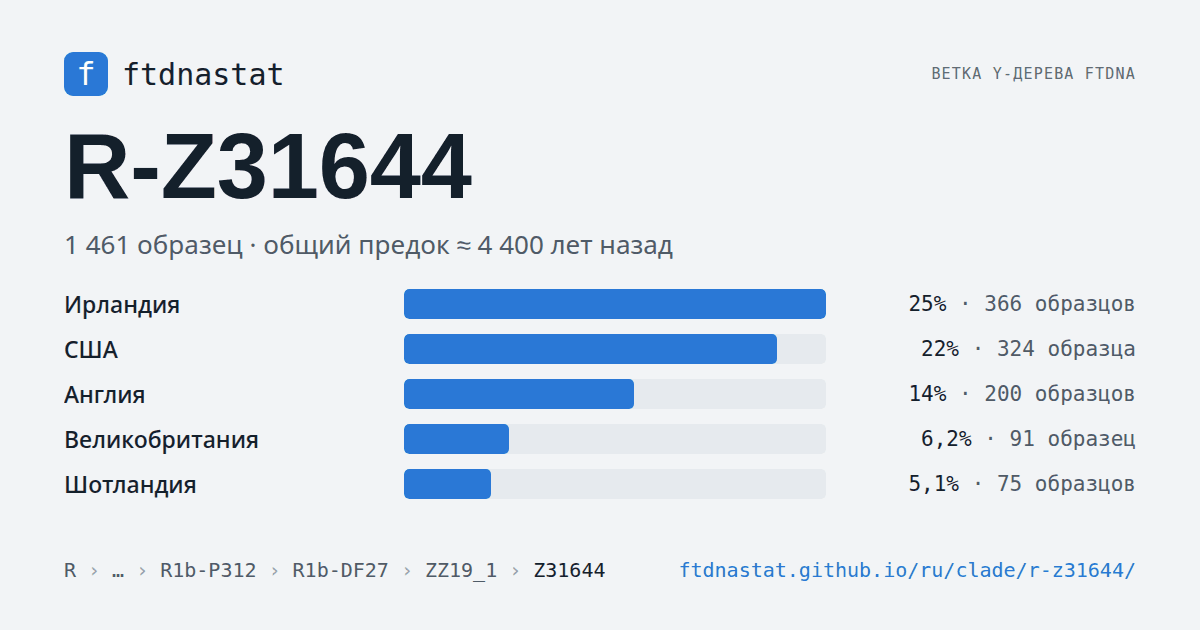 f ftdnastat
ВЕТКА Y-ДЕРЕВА FTDNA
R-Z31644
1 461 образец · общий предок ≈ 4 400 лет назад
Ирландия 25% · 366 образцов
США 22% · 324 образца
Англия 14% · 200 образцов
Великобритания 6,2% · 91 образец
Шотландия 5,1% · 75 образцов
R › … › R1b-P312 › R1b-DF27 › ZZ19_1 › Z31644
ftdnastat.github.io/ru/clade/r-z31644/